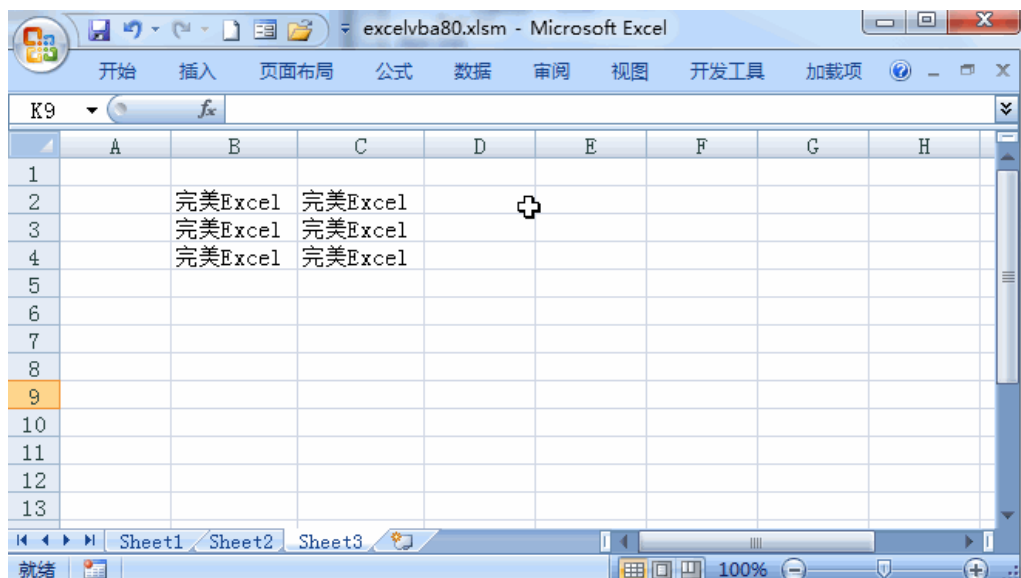 excelvba80.xlsm - Microsoft Excel
开始 插入 页面布局 公式 数据 审阅 视图 开发工具 加载项
K9 fx
A B C D E F G H
1
2 完美Excel 完美Excel
3 完美Excel 完美Excel
4 完美Excel 完美Excel
5
6
7
8
9
10
11
12
13
Sheet1 Sheet2 Sheet3
就绪 100%